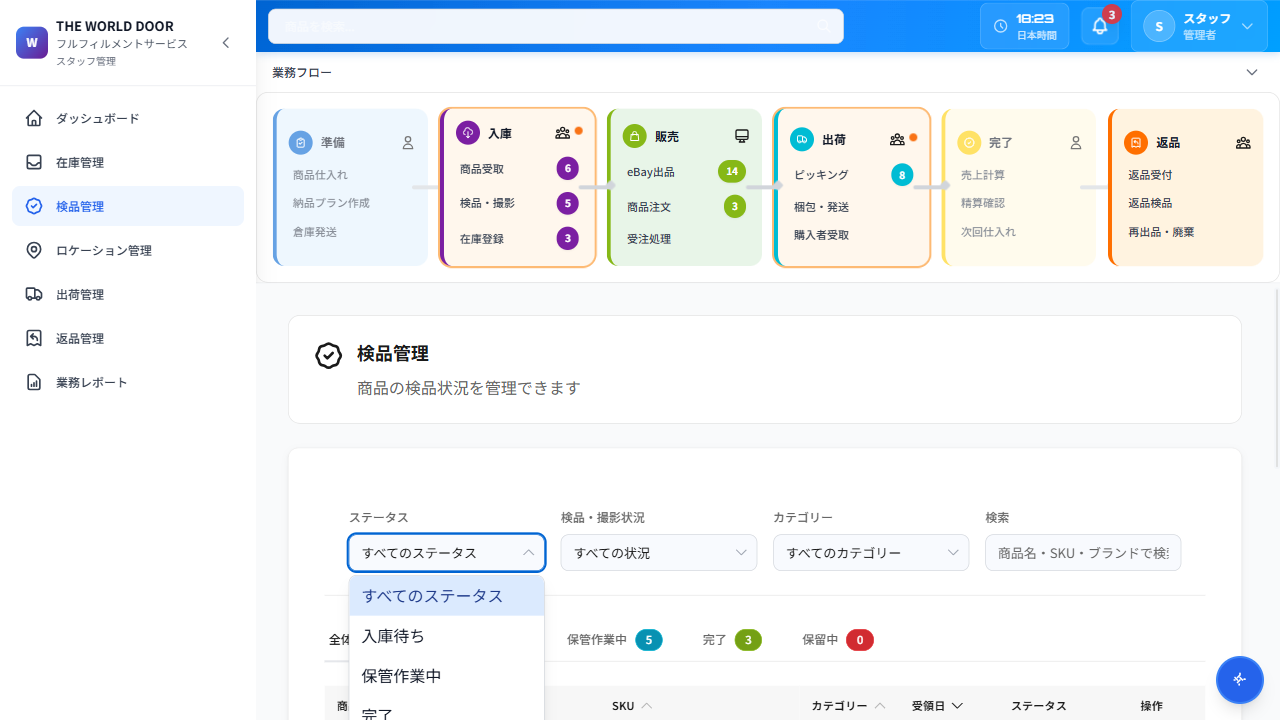 W
THE WORLD DOOR
フルフィルメントサービス
スタッフ管理
ダッシュボード
在庫管理
検品管理
ロケーション管理
出荷管理
返品管理
業務レポート
18:23
日本時間
3
S
スタッフ
管理者
業務フロー
準備
商品仕入れ
納品プラン作成
倉庫発送
入庫
商品受取 6
検品・撮影 5
在庫登録 3
販売
eBay出品 14
商品注文 3
受注処理
出荷
ピッキング 8
梱包・発送
購入者受取
完了
売上計算
精算確認
次回仕入れ
返品
返品受付
返品検品
再出品・廃棄
検品管理
商品の検品状況を管理できます
ステータス
検品・撮影状況
カテゴリー
検索
すべてのステータス
すべての状況
すべてのカテゴリー
商品名・SKU・ブランドで検
すべてのステータス
入庫待ち
保管作業中
完了
全体
保管作業中 5
完了 3
保留中 0
SKU
カテゴリー
受領日
ステータス
操作